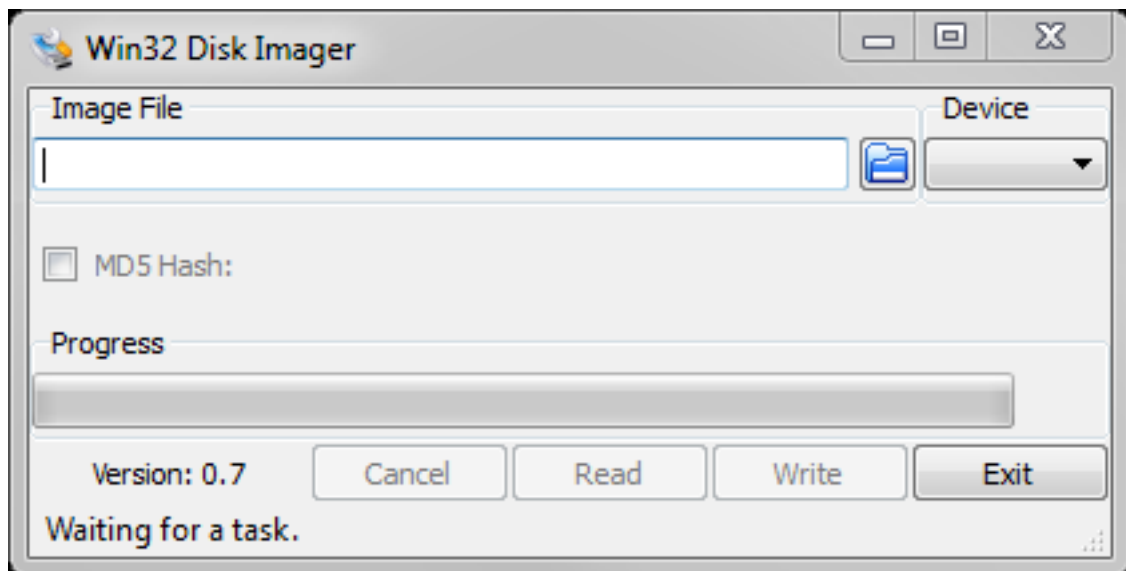 Win32 Disk Imager
Image File
Device
MD5 Hash:
Progress
Version: 0.7
Cancel
Read
Write
Exit
Waiting for a task.